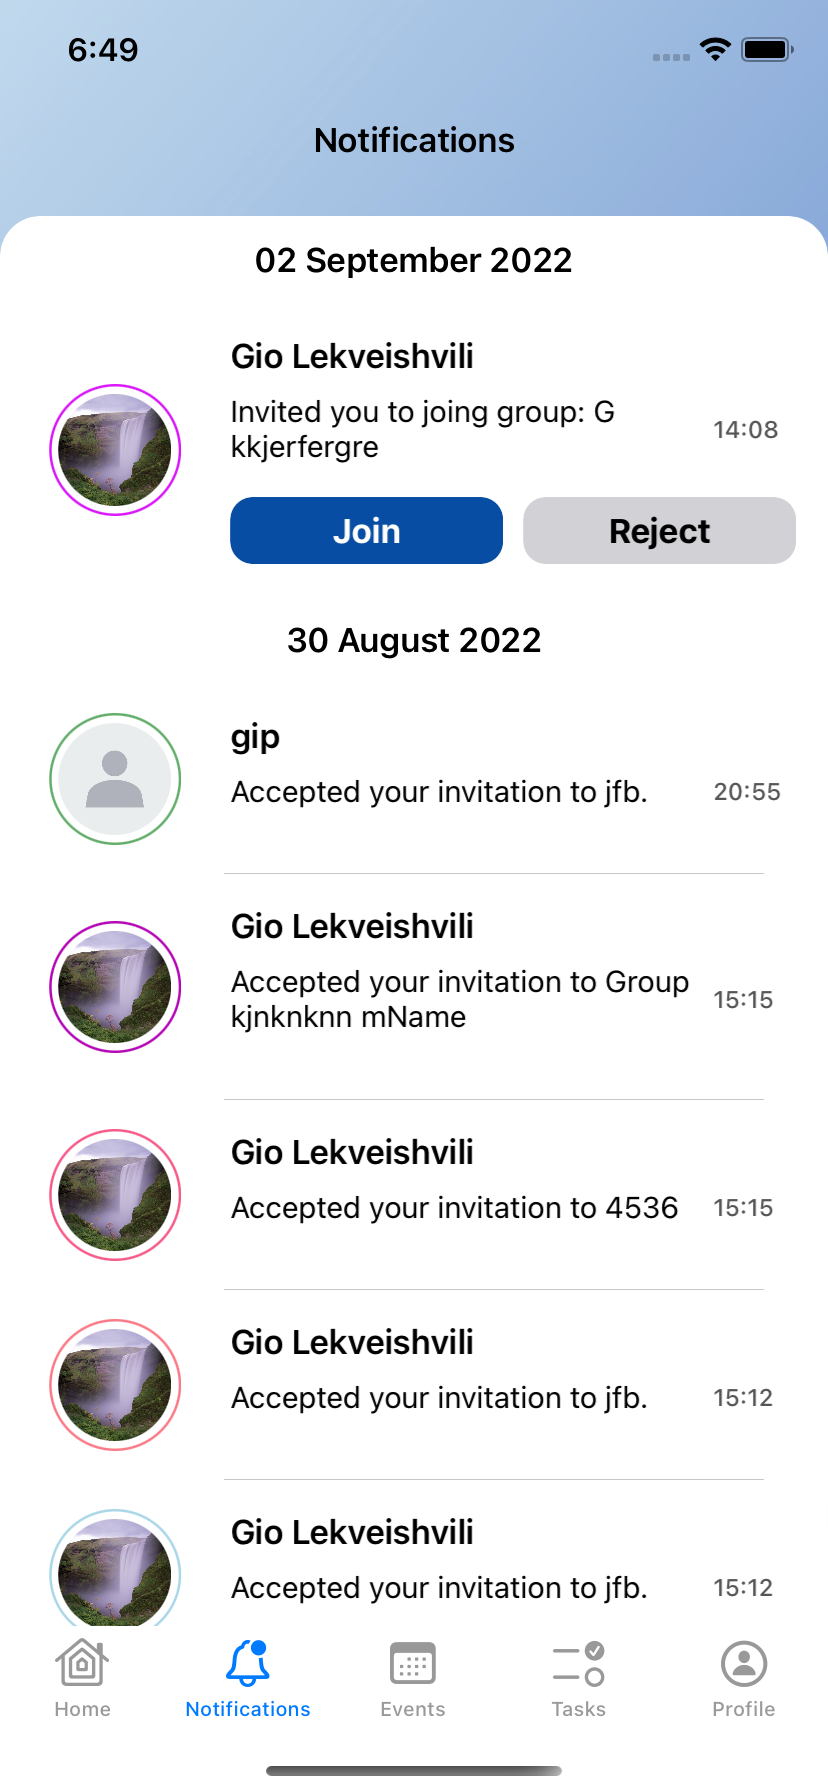 6:49
Notifications
02 September 2022
Gio Lekveishvili
Invited you to joing group: G
kkjerfergre
14:08
Join
Reject
30 August 2022
gip
Accepted your invitation to jfb.
20:55
Gio Lekveishvili
Accepted your invitation to Group
kjnknknn mName
15:15
Gio Lekveishvili
Accepted your invitation to 4536
15:15
Gio Lekveishvili
Accepted your invitation to jfb.
15:12
Gio Lekveishvili
Accepted your invitation to jfb.
15:12
Home
Notifications
Events
Tasks
Profile